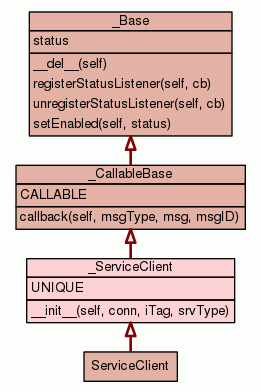 _Base
status
__del__(self)
registerStatusListener(self, cb)
unregisterStatusListener(self, cb)
setEnabled(self, status)
_CallableBase
CALLABLE
callback(self, msgType, msg, msgID)
_ServiceClient
UNIQUE
__init__(self, conn, iTag, srvType)
ServiceClient